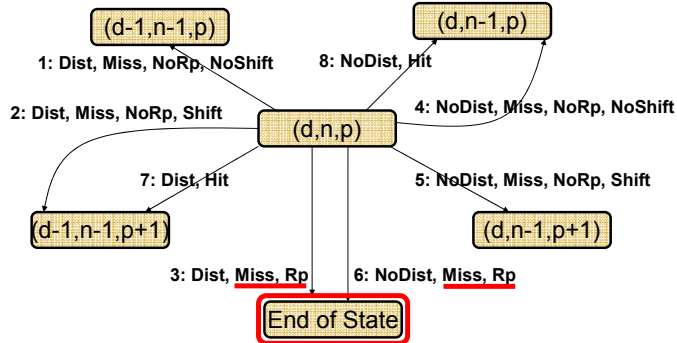 (d-1,n-1,p)
(d,n-1,p)
1: Dist, Miss, NoRp, NoShift
8: NoDist, Hit
2: Dist, Miss, NoRp, Shift
4: NoDist, Miss, NoRp, NoShift
(d,n,p)
7: Dist, Hit
5: NoDist, Miss, NoRp, Shift
(d-1,n-1,p+1)
(d,n-1,p+1)
3: Dist, Miss, Rp
6: NoDist, Miss, Rp
End of State